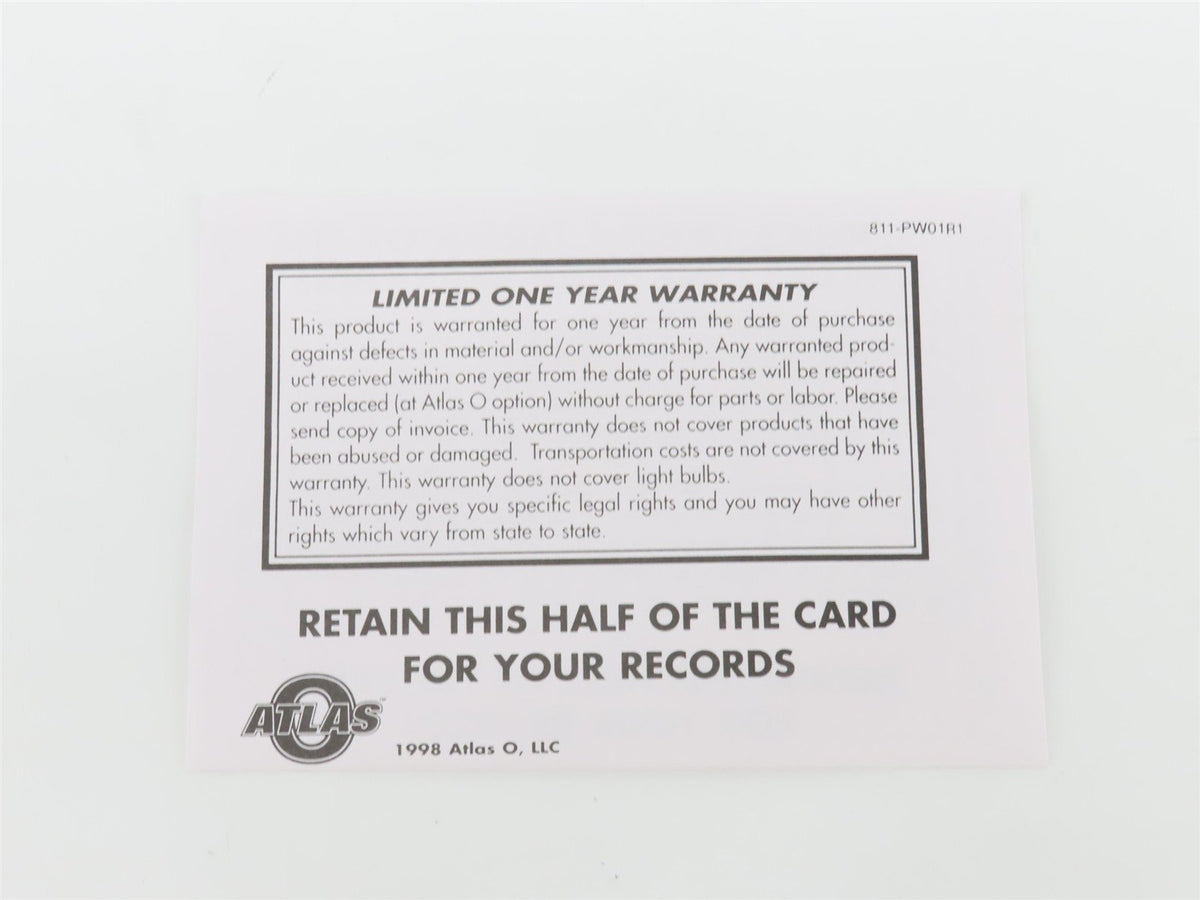 811-PW01R1
LIMITED ONE YEAR WARRANTY
This product is warranted for one year from the date of purchase
against defects in material and/or workmanship. Any warranted prod-
uct received within one year from the date of purchase will be repaired
or replaced (at Atlas O option) without charge for parts or labor. Please
send copy of invoice. This warranty does not cover products that have
been abused or damaged. Transportation costs are not covered by this
warranty. This warranty does not cover light bulbs.
This warranty gives you specific legal rights and you may have other
rights which vary from state to state.
RETAIN THIS HALF OF THE CARD
FOR YOUR RECORDS
ATLAS O ™
1998 Atlas O, LLC